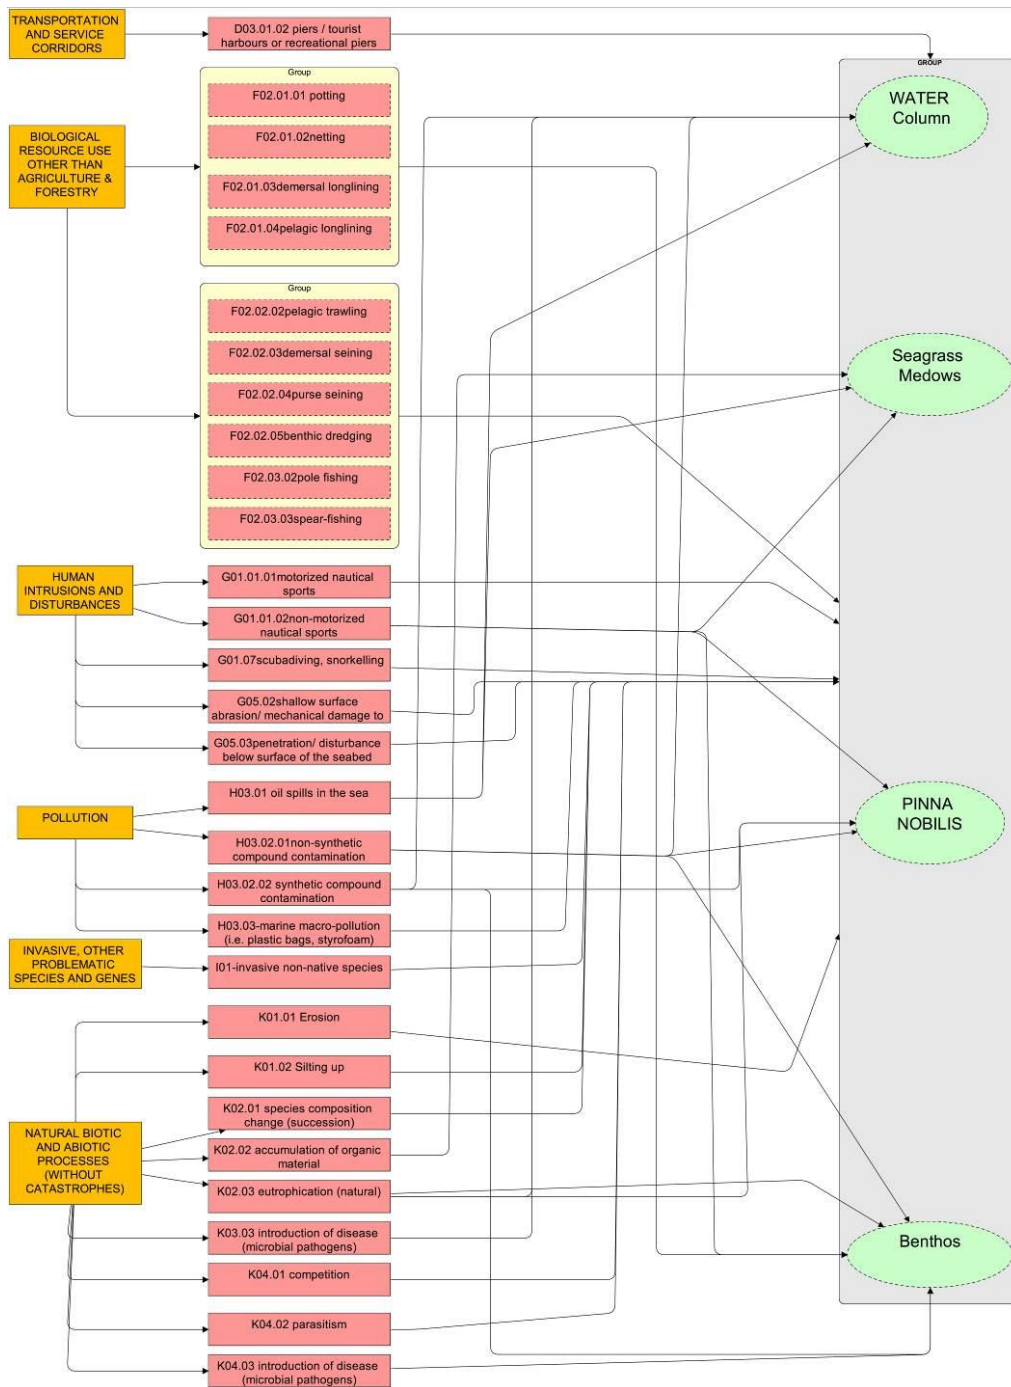 TRANSPORTATION
AND SERVICE
CORRIDORS
D03.01.02 piers / tourist
harbours or recreational piers
GROUP
WATER
Column
Group
F02.01.01 potting
F02.01.02netting
F02.01.03demersal longlining
F02.01.04pelagic longlining
BIOLOGICAL
RESOURCE USE
OTHER THAN
AGRICULTURE &
FORESTRY
Group
F02.02.02pelagic trawling
F02.02.03demersal seining
F02.02.04purse seining
F02.02.05benthic dredging
F02.03.02pole fishing
F02.03.03spear-fishing
Seagrass
Medows
HUMAN
INTRUSIONS AND
DISTURBANCES
G01.01.01motorized nautical
sports
G01.01.02non-motorized
nautical sports
G01.07scubadiving, snorkelling
G05.02shallow surface
abrasion/ mechanical damage to
G05.03penetration/ disturbance
below surface of the seabed
POLLUTION
H03.01 oil spills in the sea
H03.02.01non-synthetic
compound contamination
H03.02.02 synthetic compound
contamination
H03.03-marine macro-pollution
(i.e. plastic bags, styrofoam)
PINNA
NOBILIS
INVASIVE, OTHER
PROBLEMATIC
SPECIES AND GENES
I01-invasive non-native species
K01.01 Erosion
K01.02 Silting up
K02.01 species composition
change (succession)
K02.02 accumulation of organic
material
K02.03 eutrophication (natural)
K03.03 introduction of disease
(microbial pathogens)
K04.01 competition
K04.02 parasitism
K04.03 introduction of disease
(microbial pathogens)
NATURAL BIOTIC
AND ABIOTIC
PROCESSES
(WITHOUT
CATASTROPHES)
Benthos